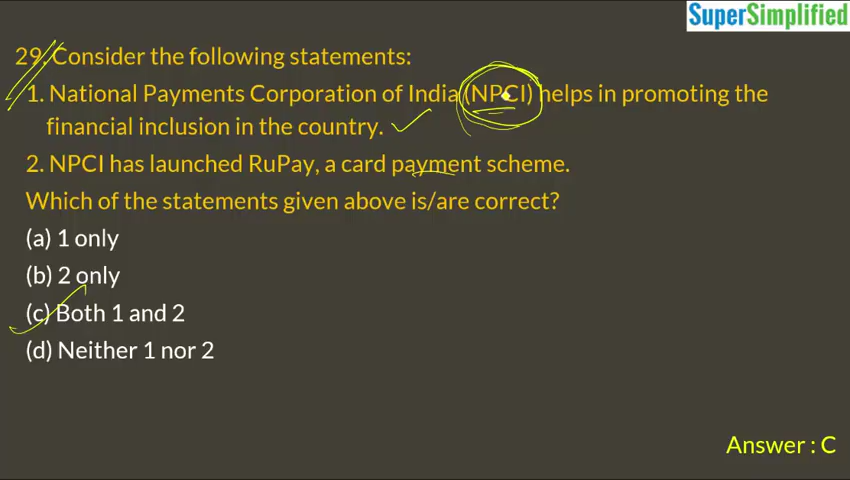 SuperSimplified
29. Consider the following statements:
1. National Payments Corporation of India (NPCI) helps in promoting the
financial inclusion in the country.
2. NPCI has launched RuPay, a card payment scheme.
Which of the statements given above is/are correct?
(a) 1 only
(b) 2 only
(c) Both 1 and 2
(d) Neither 1 nor 2
Answer : C